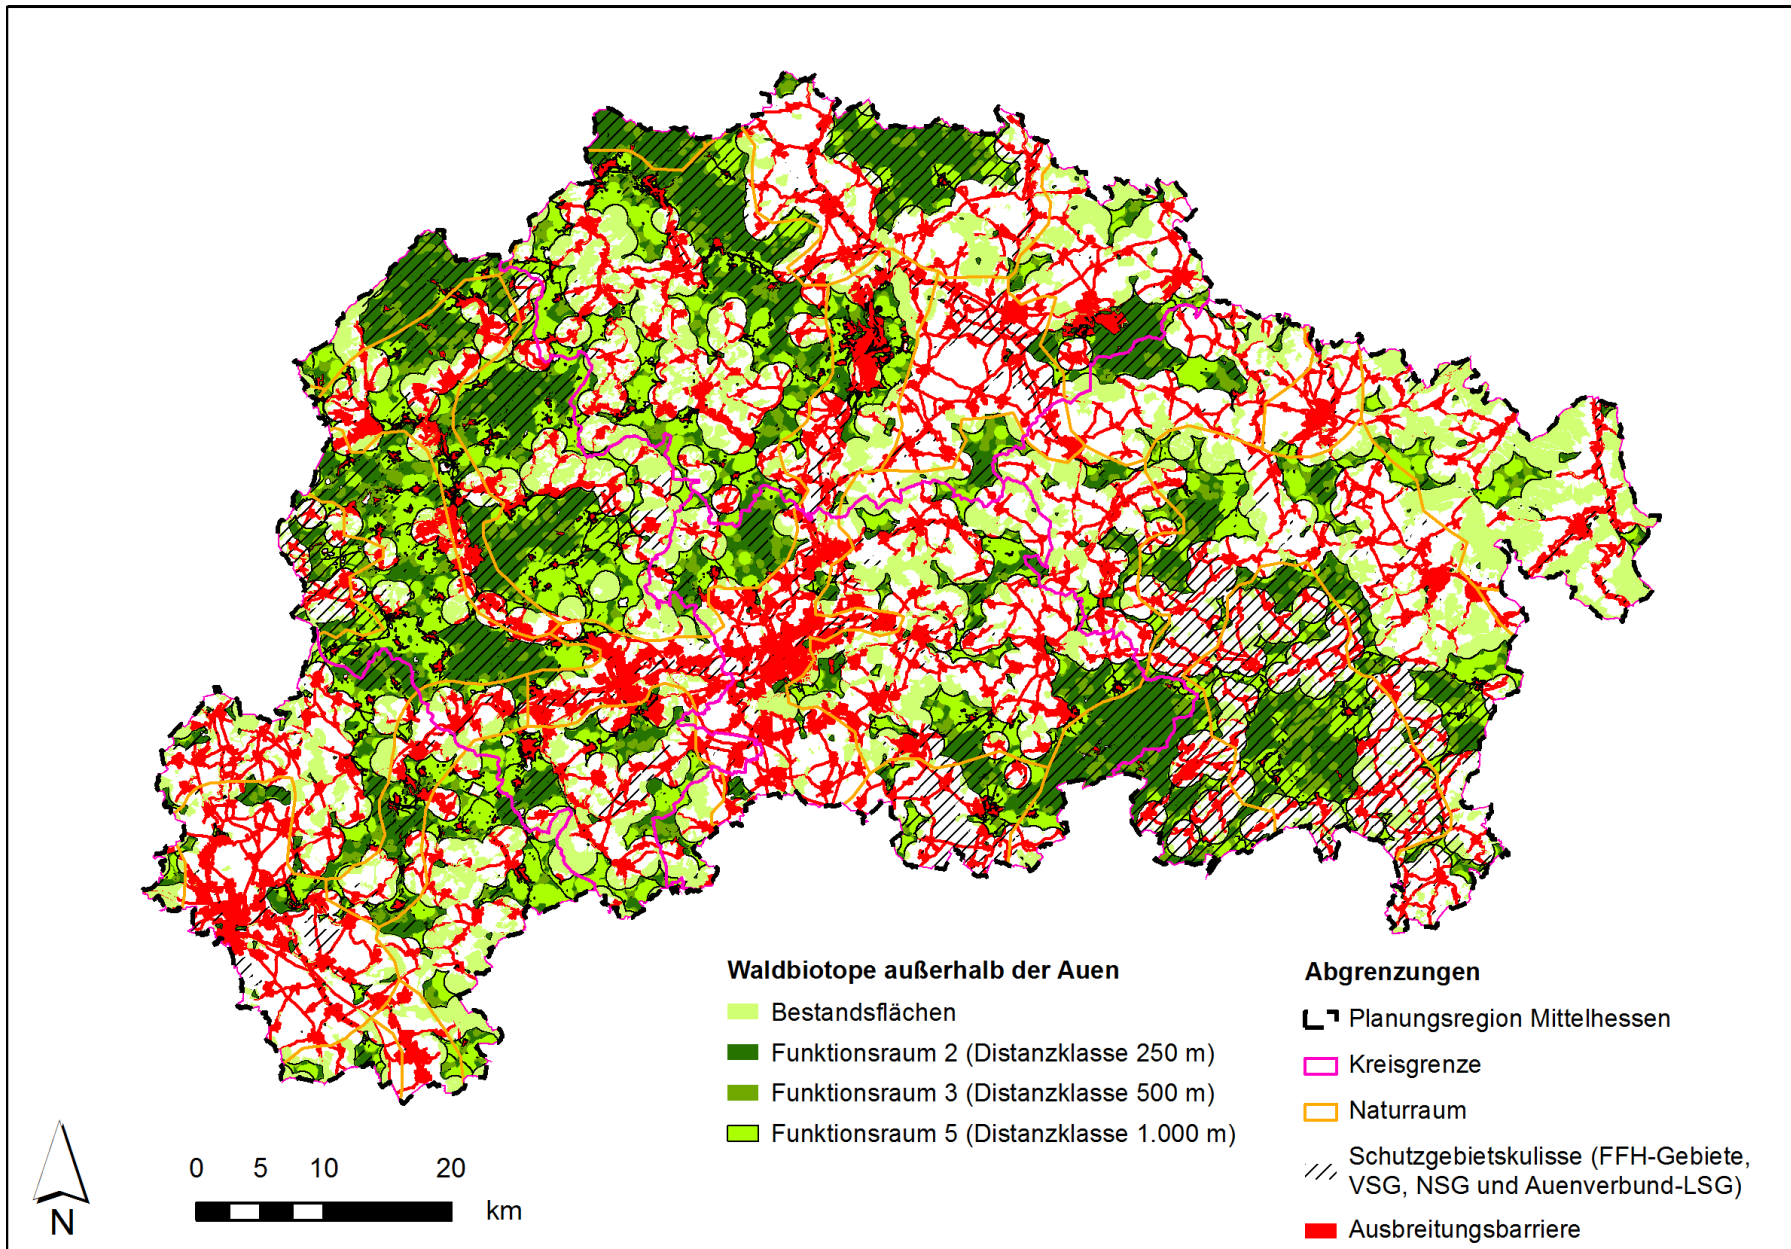 Waldbiotope außerhalb der Auen
Bestandsflächen
Funktionsraum 2 (Distanzklasse 250 m)
Funktionsraum 3 (Distanzklasse 500 m)
Funktionsraum 5 (Distanzklasse 1.000 m)
Abgrenzungen
Planungsregion Mittelhessen
Kreisgrenze
Naturraum
Schutzgebietskulisse (FFH-Gebiete,
VSG, NSG und Auenverbund-LSG)
Ausbreitungsbarriere
N
0 5 10 20
km